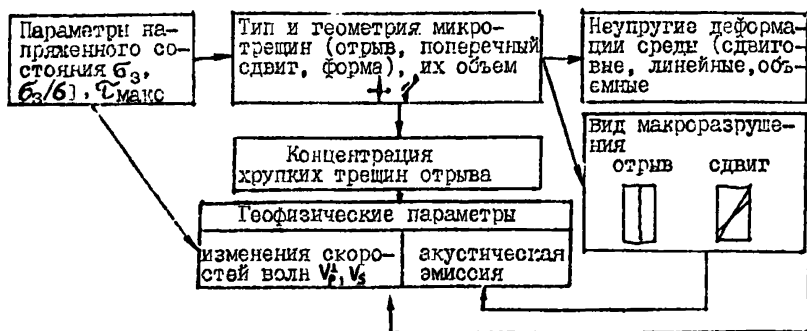 Параметры на-
пряженного со-
стояния σ₃,
σ₃/σ₁, τмакс
Тип и геометрия микро-
трещин (отрыв, поперечный
сдвиг, форма), их объем
Неупругие деформа-
ции среды (сдвиго-
вые, линейные, объ-
емные
Вид макроразруше-
ния
отрыв сдвиг
Концентрация
хрупких трещин отрыва
Геофизические параметры
изменения скоро-
стей волн
акустическая
эмиссия